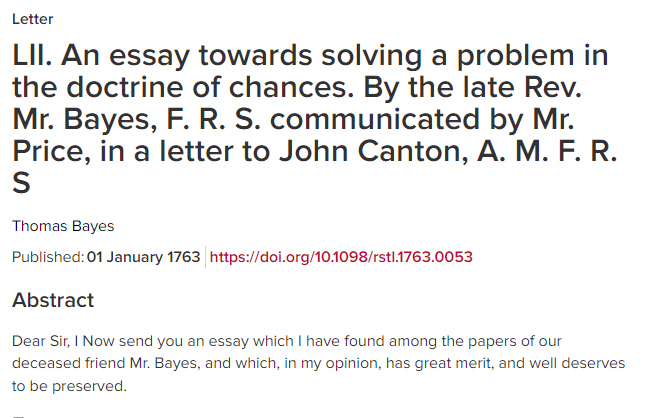 Letter
LII. An essay towards solving a problem in
the doctrine of chances. By the late Rev.
Mr. Bayes, F. R. S. communicated by Mr.
Price, in a letter to John Canton, A. M. F. R.
S
Thomas Bayes
Published: 01 January 1763 https://doi.org/10.1098/rstl.1763.0053
Abstract
Dear Sir, I Now send you an essay which I have found among the papers of our
deceased friend Mr. Bayes, and which, in my opinion, has great merit, and well deserves
to be preserved.